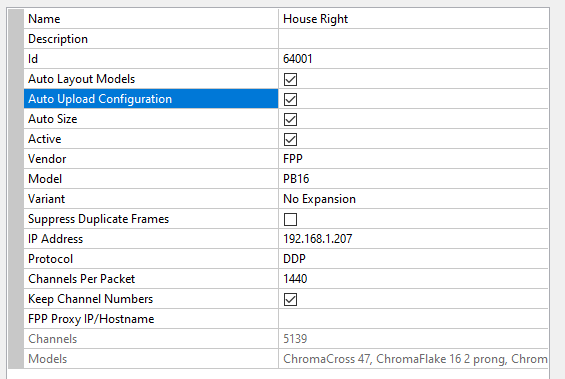 Name House Right
Description
Id 64001
Auto Layout Models
Auto Upload Configuration
Auto Size
Active
Vendor FPP
Model PB16
Variant No Expansion
Suppress Duplicate Frames
IP Address 192.168.1.207
Protocol DDP
Channels Per Packet 1440
Keep Channel Numbers
FPP Proxy IP/Hostname
Channels 5139
Models ChromaCross 47, ChromaFlake 16 2 prong, Chrom